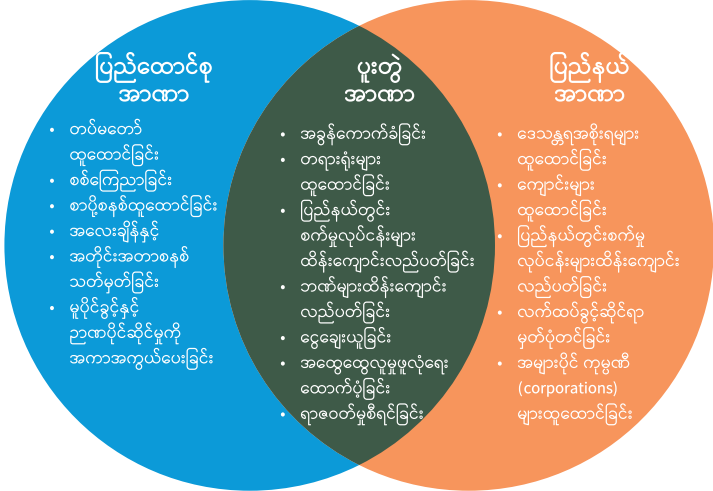 ပြည်ထောင်စု
အာဏာ
• တပ်မတော်
ထူထောင်ခြင်း
• စစ်ကြေညာခြင်း
• စာပို့စနစ်ထူထောင်ခြင်း
• အလေးချိန်နှင့်
• အတိုင်းအတာစနစ်
သတ်မှတ်ခြင်း
• မူပိုင်ခွင့်နှင့်
ဉာဏပိုင်ဆိုင်မှုကို
အကာအကွယ်ပေးခြင်း
ပူးတွဲ
အာဏာ
• အခွန်ကောက်ခံခြင်း
• တရားရုံးများ
ထူထောင်ခြင်း
• ပြည်နယ်တွင်း
စက်မှုလုပ်ငန်းများ
ထိန်းကျောင်းလည်ပတ်ခြင်း
• ဘဏ်များထိန်းကျောင်း
လည်ပတ်ခြင်း
• ငွေချေးယူခြင်း
• အထွေထွေလူမှုဖူလုံရေး
ထောက်ပံ့ခြင်း
• ရာဇဝတ်မှုစီရင်ခြင်း
ပြည်နယ်
အာဏာ
• ဒေသန္တရအစိုးရများ
ထူထောင်ခြင်း
• ကျောင်းများ
ထူထောင်ခြင်း
• ပြည်နယ်တွင်းစက်မှု
လုပ်ငန်းများထိန်းကျောင်း
လည်ပတ်ခြင်း
• လက်ထပ်ခွင့်ဆိုင်ရာ
မှတ်ပုံတင်ခြင်း
• အများပိုင် ကုမ္ပဏီ
(corporations)
များထူထောင်ခြင်း